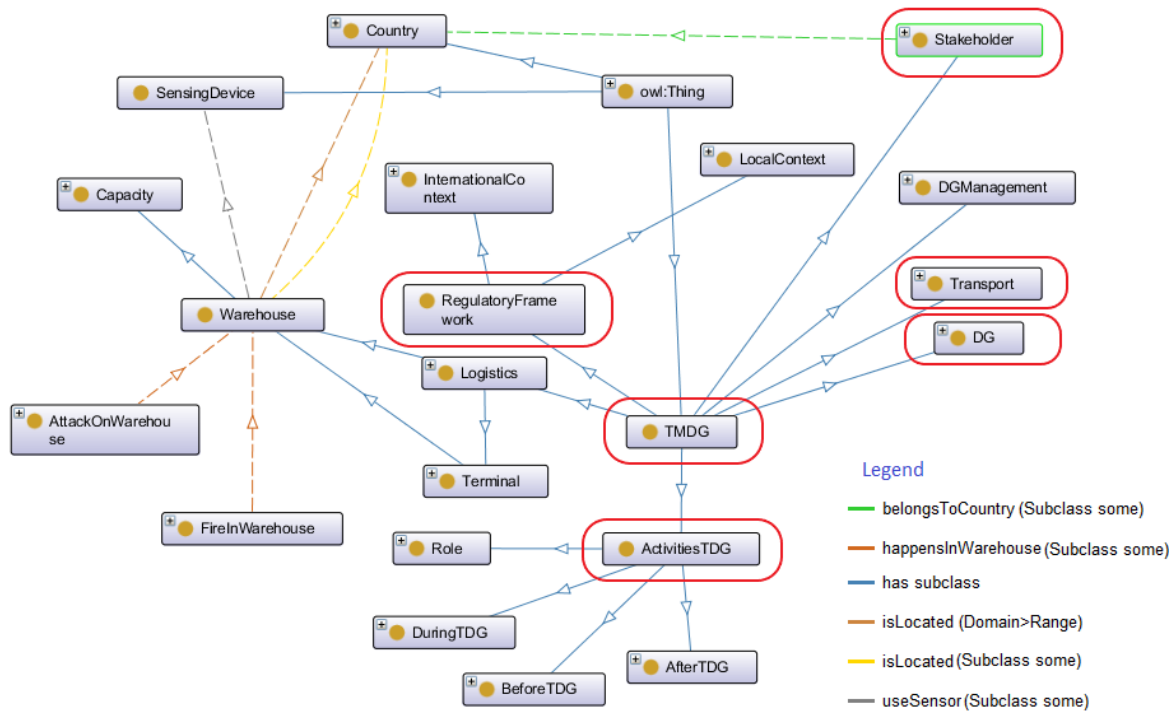 Country
Stakeholder
SensingDevice
owl:Thing
LocalContext
InternationalCo
ntext
DGManagement
Capacity
Transport
RegulatoryFrame
work
Warehouse
DG
Logistics
AttackOnWarehou
se
TMDG
Legend
Terminal
belongsToCountry (Subclass some)
FireInWarehouse
Role
ActivitiesTDG
happensInWarehouse (Subclass some)
has subclass
isLocated (Domain>Range)
DuringTDG
isLocated (Subclass some)
AfterTDG
BeforeTDG
useSensor (Subclass some)